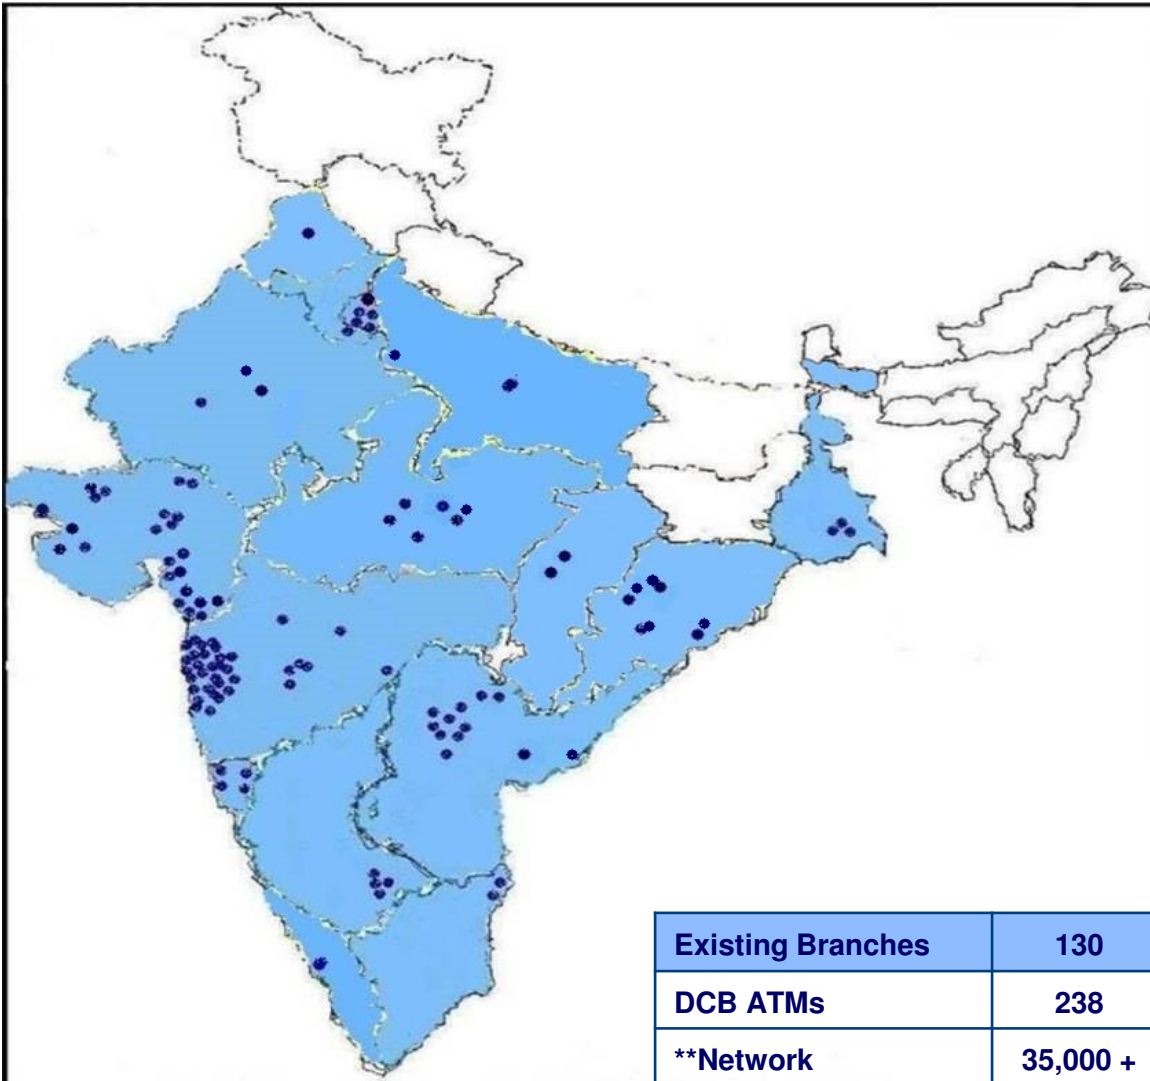 Existing Branches 130
DCB ATMs 238
**Network 35,000 +